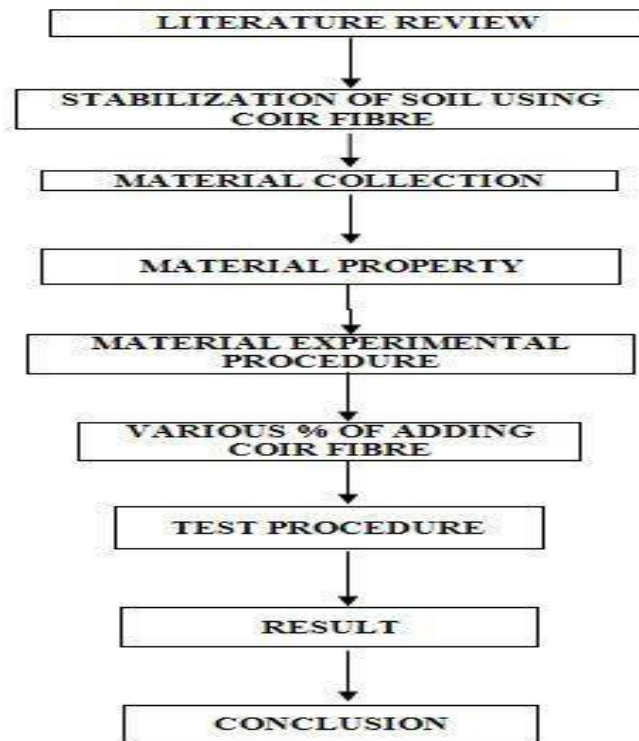 LITERATURE REVIEW
STABILIZATION OF SOIL USING
COIR FIBRE
MATERIAL COLLECTION
MATERIAL PROPERTY
MATERIAL EXPERIMENTAL
PROCEDURE
VARIOUS % OF ADDING
COIR FIBRE
TEST PROCEDURE
RESULT
CONCLUSION